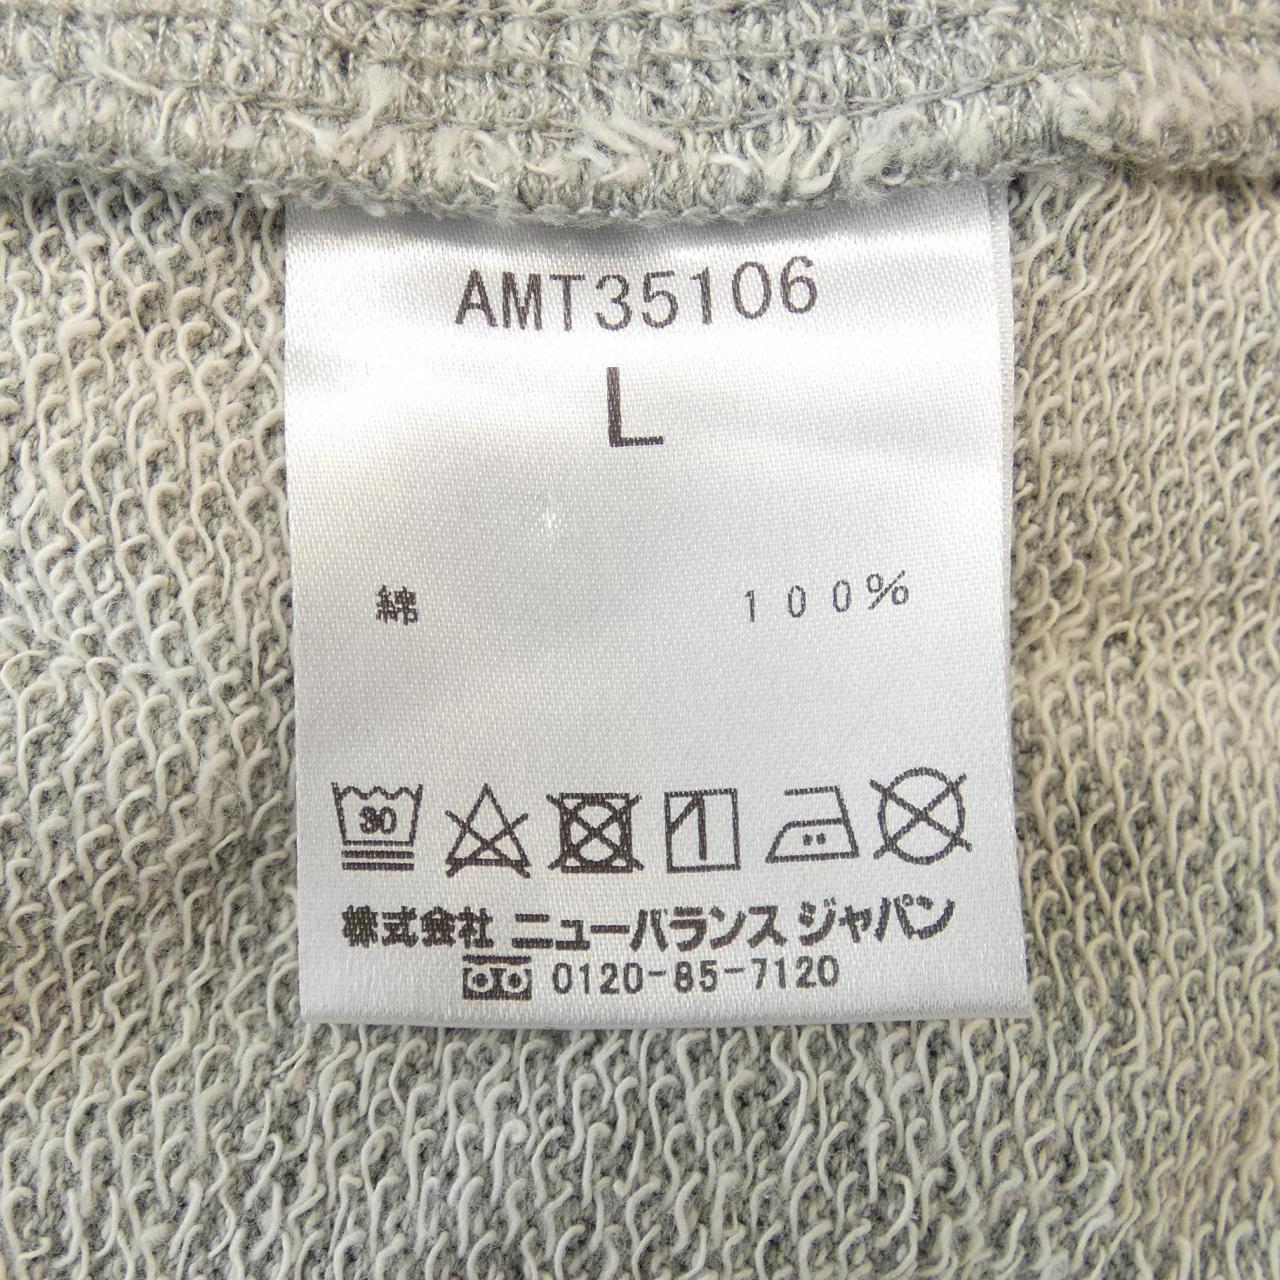 AMT35106
L
綿 100%
30
株式会社 ニューバランス ジャパン
0120-85-7120